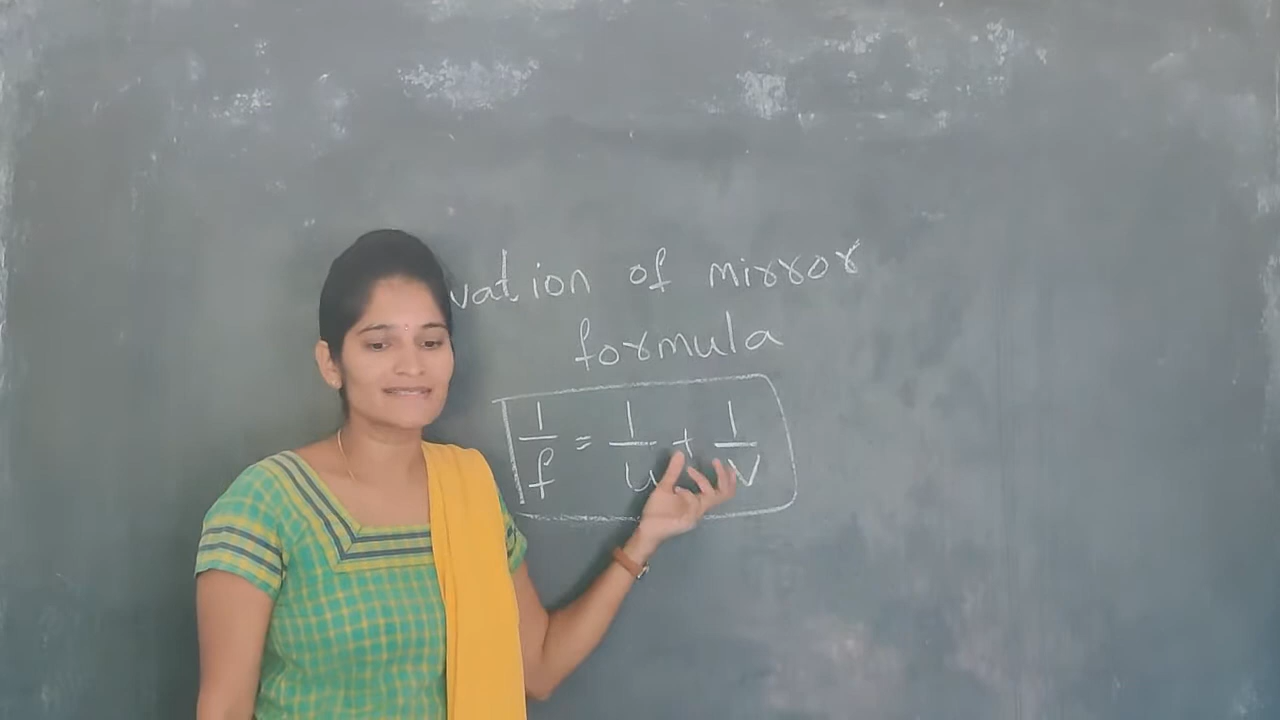 vation of mirror
formula
1/f = 1/u + 1/v